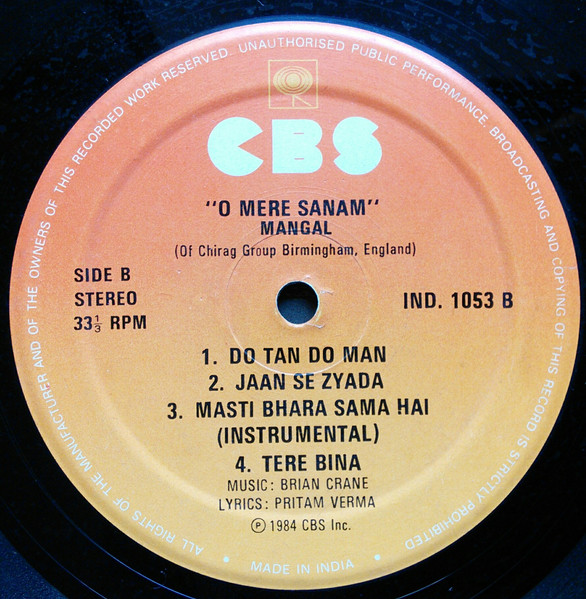 ALL RIGHTS OF THE MANUFACTURER AND OF THE OWNERS OF THIS RECORDED WORK RESERVED. UNAUTHORISED PUBLIC PERFORMANCE. BROADCASTING AND COPYING OF THIS RECORD IS STRICTLY PROHIBITED
CBS
"O MERE SANAM"
MANGAL
(Of Chirag Group Birmingham, England)
SIDE B
STEREO
33⅓ RPM
IND. 1053 B
1. DO TAN DO MAN
2. JAAN SE ZYADA
3. MASTI BHARA SAMA HAI
(INSTRUMENTAL)
4. TERE BINA
MUSIC: BRIAN CRANE
LYRICS: PRITAM VERMA
℗ 1984 CBS Inc.
• MADE IN INDIA •